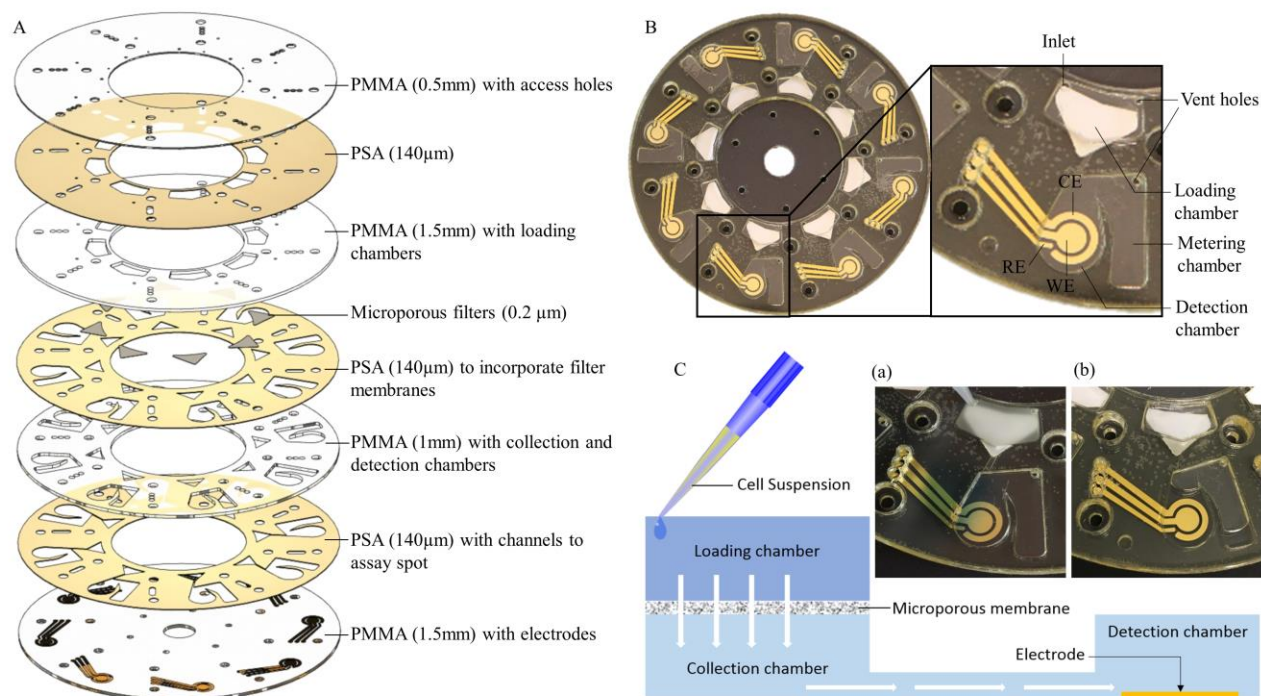 A
PMMA (0.5mm) with access holes
PSA (140µm)
PMMA (1.5mm) with loading
chambers
Microporous filters (0.2 µm)
PSA (140µm) to incorporate filter
membranes
PMMA (1mm) with collection and
detection chambers
PSA (140µm) with channels to
assay spot
PMMA (1.5mm) with electrodes
B
Inlet
Vent holes
CE
Loading
chamber
Metering
chamber
RE
WE
Detection
chamber
C
(a)
(b)
Cell Suspension
Loading chamber
Microporous membrane
Collection chamber
Detection chamber
Electrode